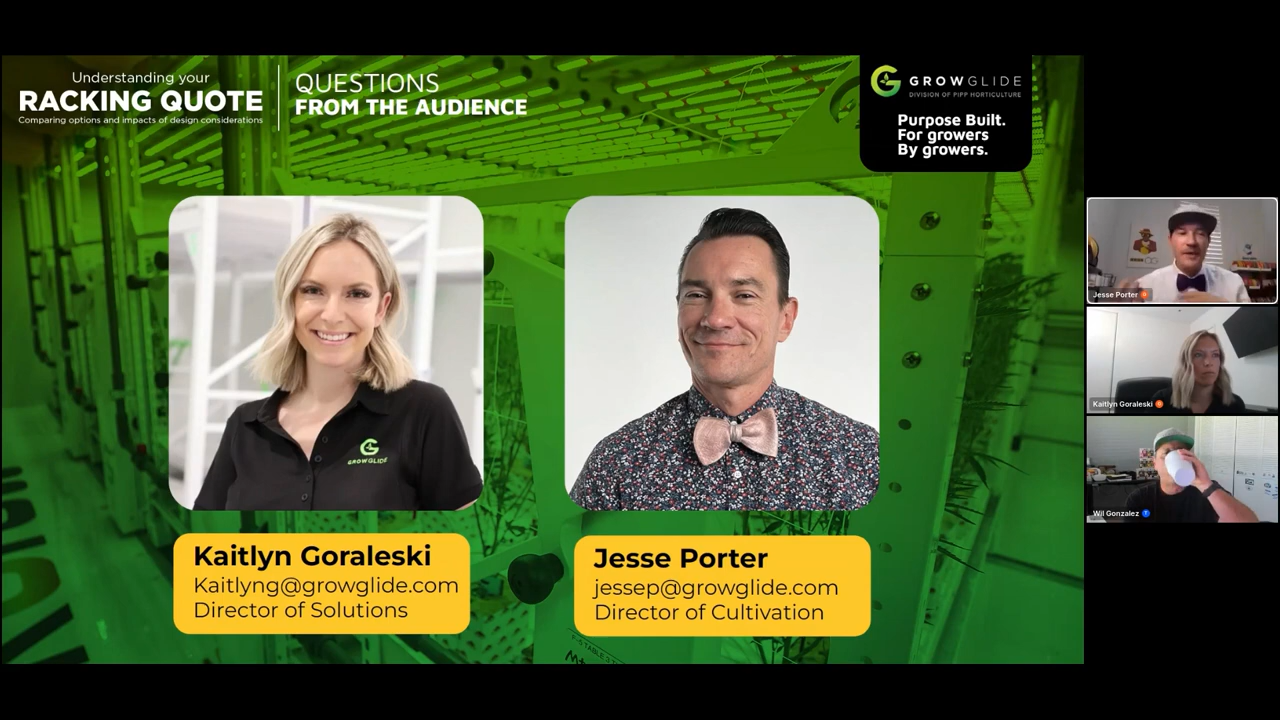 Understanding your
RACKING QUOTE
Comparing options and impacts of design considerations
QUESTIONS
FROM THE AUDIENCE
GROWGLIDE
DIVISION OF PIPP HORTICULTURE
Purpose Built.
For growers
By growers.
GROWGLIDE
Kaitlyn Goraleski
Kaitlyng@growglide.com
Director of Solutions
Jesse Porter
jessep@growglide.com
Director of Cultivation
Jesse Porter
Kaitlyn Goraleski
Wil Gonzalez